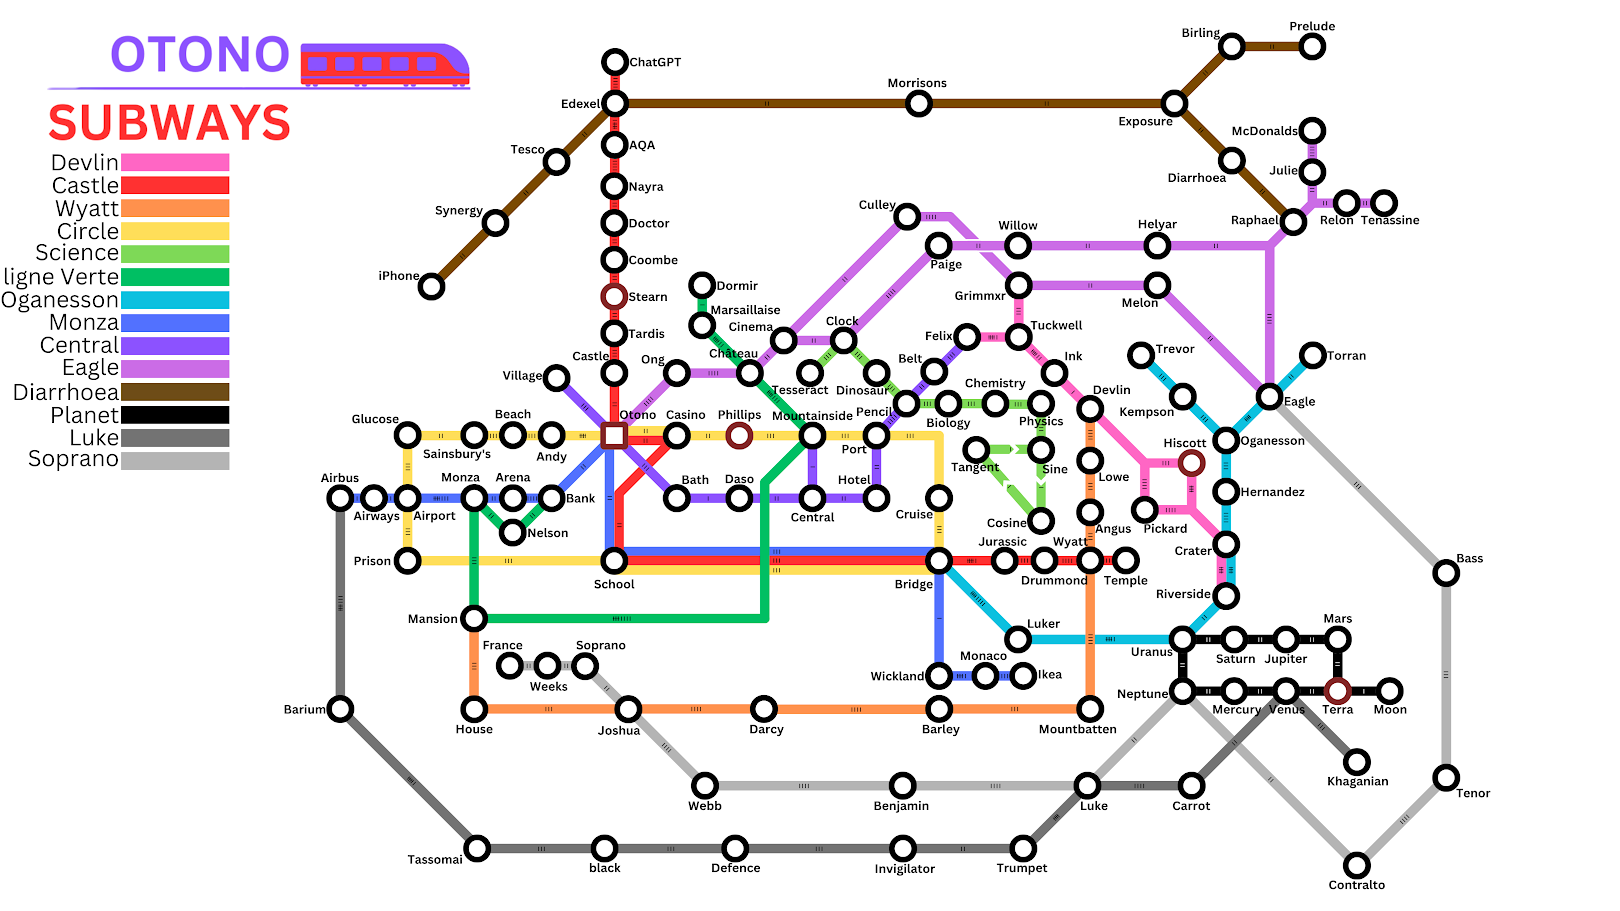 OTONO
SUBWAYS
Devlin
Castle
Wyatt
Circle
Science
ligne Verte
Oganesson
Monza
Central
Eagle
Diarrhoea
Planet
Luke
Soprano
Prelude
Birling
ChatGPT
Morrisons
Edexel
Exposure
McDonalds
AQA
Tesco
Julie
Diarrhoea
Nayra
Culley
Synergy
Doctor
Willow
Helyar
Raphael
Relon
Tenassine
Coombe
Paige
iPhone
Dormir
Stearn
Grimmxr
Melon
Marsaillaise
Cinema
Clock
Tardis
Felix
Tuckwell
Trevor
Torran
Castle
Ong
Château
Belt
Ink
Village
Tesseract
Dinosaur
Chemistry
Devlin
Kempson
Eagle
Glucose
Beach
Otono
Casino
Phillips
Mountainside
Pencil
Biology
Physics
Sainsbury's
Andy
Port
Hiscott
Oganesson
Tangent
Sine
Airbus
Monza
Arena
Bath
Daso
Hotel
Lowe
Bank
Hernandez
Airways
Airport
Central
Cruise
Cosine
Angus
Pickard
Nelson
Jurassic
Wyatt
Crater
Prison
School
Bridge
Drummond
Temple
Bass
Riverside
Mansion
Luker
Mars
France
Soprano
Uranus
Saturn
Jupiter
Weeks
Monaco
Wickland
Ikea
Neptune
Barium
Mercury
Venus
Terra
Moon
House
Joshua
Darcy
Barley
Mountbatten
Khaganian
Webb
Benjamin
Luke
Carrot
Tenor
Tassomai
black
Defence
Invigilator
Trumpet
Contralto